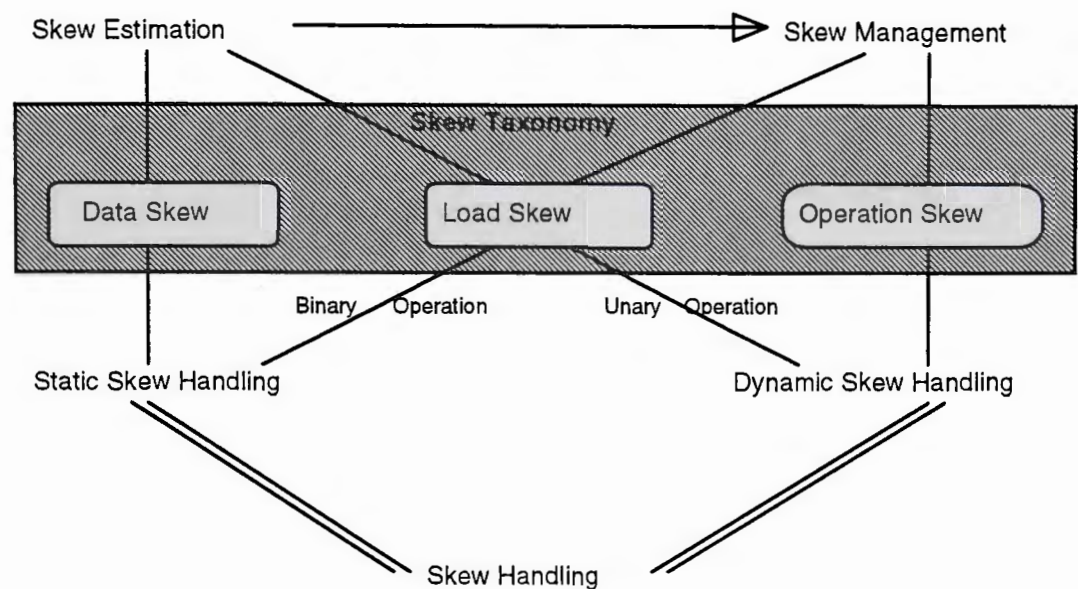 Skew Estimation
Skew Management
Skew Taxonomy
Data Skew
Load Skew
Operation Skew
Binary Operation
Unary Operation
Static Skew Handling
Dynamic Skew Handling
Skew Handling